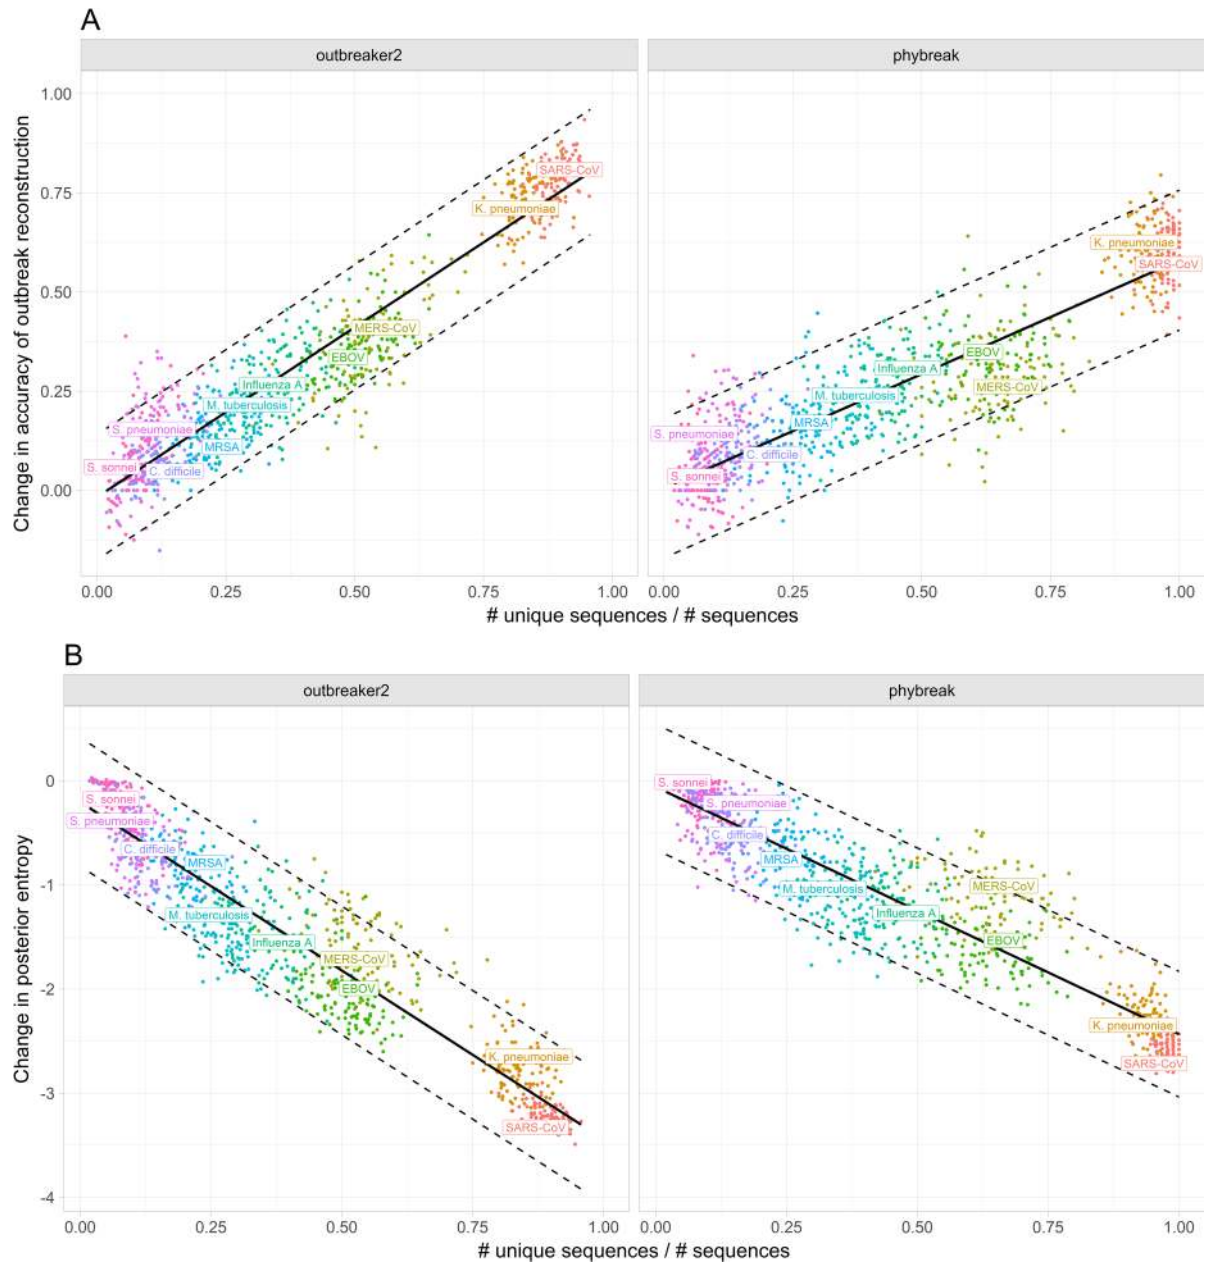 A
outbreaker2
phybreak
Change in accuracy of outbreak reconstruction
1.00
0.75
0.50
0.25
0.00
SARS-CoV
K. pneumoniae
MERS-CoV
EBOV
Influenza A
M. tuberculosis
S. pneumoniae
MRSA
S. sonnei
C. difficile
K. pneumoniae
SARS-CoV
EBOV
Influenza A
MERS-CoV
M. tuberculosis
MRSA
S. pneumoniae
C. difficile
S. sonnei
0.00 0.25 0.50 0.75 1.00 0.00 0.25 0.50 0.75 1.00
# unique sequences / # sequences
B
outbreaker2
phybreak
Change in posterior entropy
0
-1
-2
-3
-4
S. sonnei
S. pneumoniae
C. difficile
MRSA
M. tuberculosis
Influenza A
MERS-CoV
EBOV
K. pneumoniae
SARS-CoV
S. sonnei
S. pneumoniae
C. difficile
MRSA
M. tuberculosis
MERS-CoV
Influenza A
EBOV
K. pneumoniae
SARS-CoV
0.00 0.25 0.50 0.75 1.00 0.00 0.25 0.50 0.75 1.00
# unique sequences / # sequences